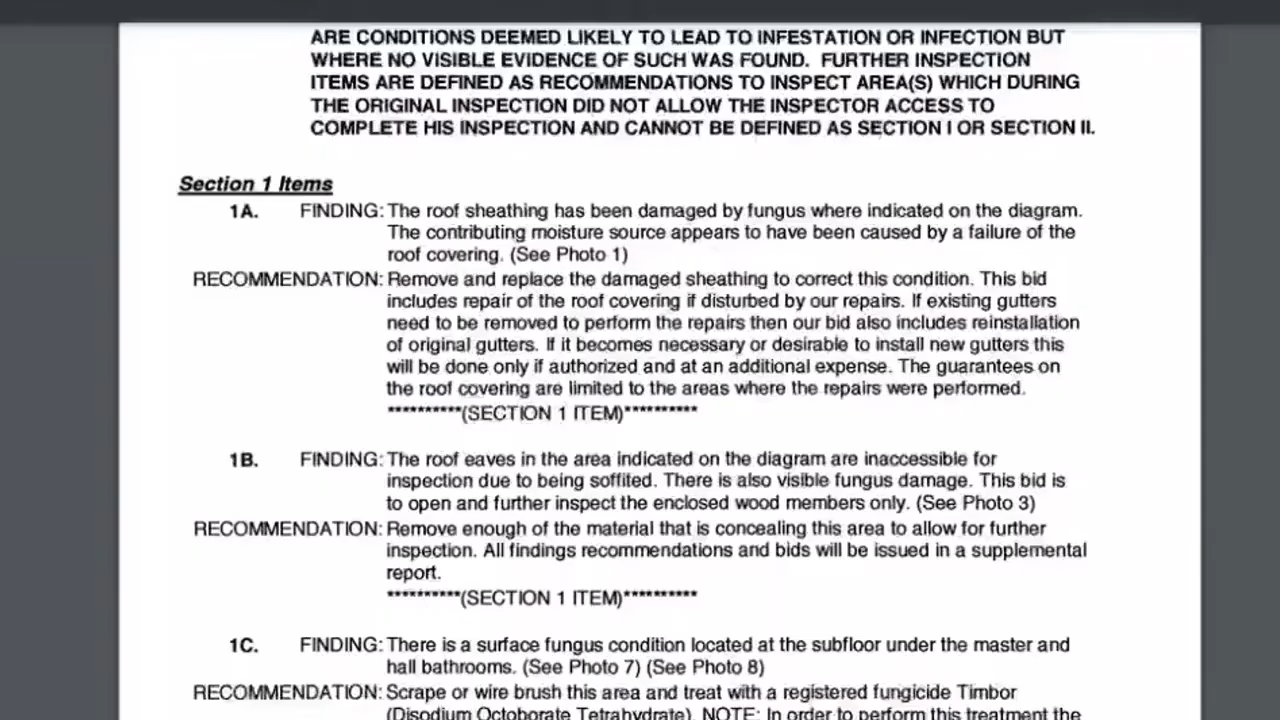 ARE CONDITIONS DEEMED LIKELY TO LEAD TO INFESTATION OR INFECTION BUT
WHERE NO VISIBLE EVIDENCE OF SUCH WAS FOUND. FURTHER INSPECTION
ITEMS ARE DEFINED AS RECOMMENDATIONS TO INSPECT AREA(S) WHICH DURING
THE ORIGINAL INSPECTION DID NOT ALLOW THE INSPECTOR ACCESS TO
COMPLETE HIS INSPECTION AND CANNOT BE DEFINED AS SECTION I OR SECTION II.
Section 1 Items
1A. FINDING: The roof sheathing has been damaged by fungus where indicated on the diagram.
The contributing moisture source appears to have been caused by a failure of the
roof covering. (See Photo 1)
RECOMMENDATION: Remove and replace the damaged sheathing to correct this condition. This bid
includes repair of the roof covering if disturbed by our repairs. If existing gutters
need to be removed to perform the repairs then our bid also includes reinstallation
of original gutters. If it becomes necessary or desirable to install new gutters this
will be done only if authorized and at an additional expense. The guarantees on
the roof covering are limited to the areas where the repairs were performed.
**********(SECTION 1 ITEM)**********
1B. FINDING: The roof eaves in the area indicated on the diagram are inaccessible for
inspection due to being soffited. There is also visible fungus damage. This bid is
to open and further inspect the enclosed wood members only. (See Photo 3)
RECOMMENDATION: Remove enough of the material that is concealing this area to allow for further
inspection. All findings recommendations and bids will be issued in a supplemental
report.
**********(SECTION 1 ITEM)**********
1C. FINDING: There is a surface fungus condition located at the subfloor under the master and
hall bathrooms. (See Photo 7) (See Photo 8)
RECOMMENDATION: Scrape or wire brush this area and treat with a registered fungicide Timbor
(Disodium Octoborate Tetrahydrate). NOTE: In order to perform this treatment the